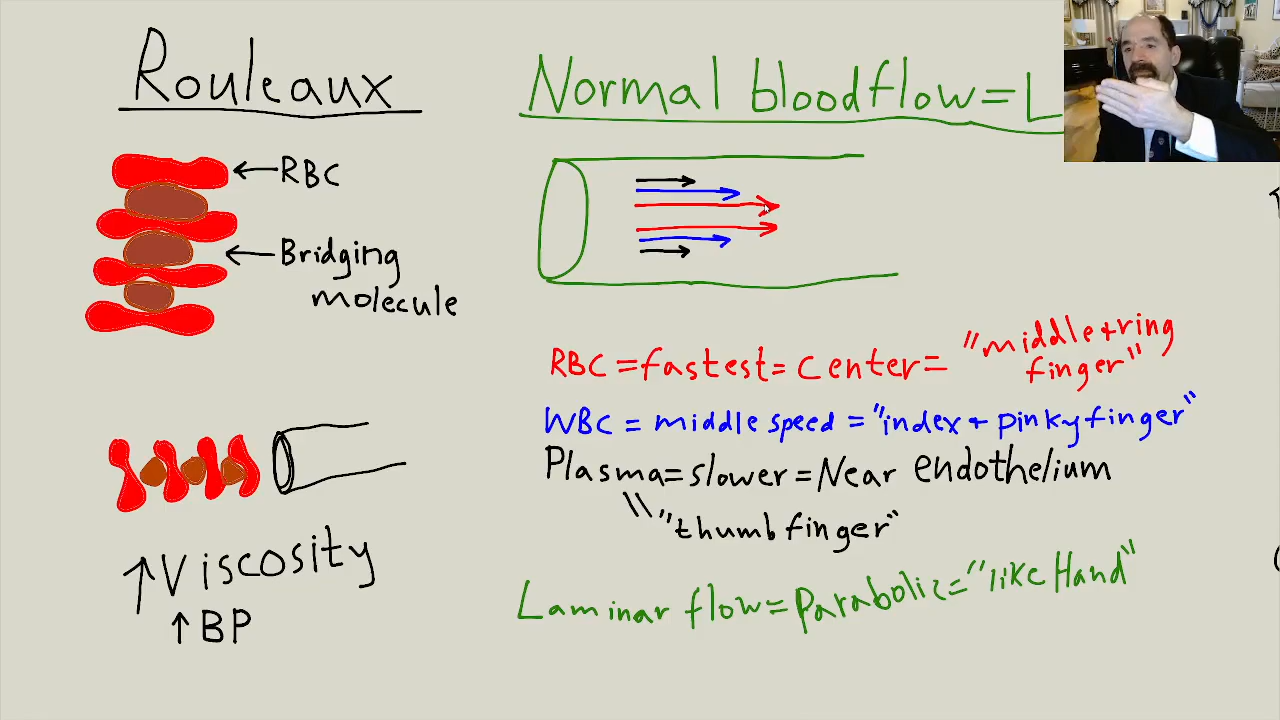 Rouleaux
←RBC
←Bridging
molecule
↑Viscosity
↑BP
Normal bloodflow=L
RBC=fastest=center="middle+ring
finger"
WBC = middle speed = "index + pinky finger"
Plasma=slower=Near endothelium
\\ "thumb finger"
Laminar flow=Parabolic="like Hand"